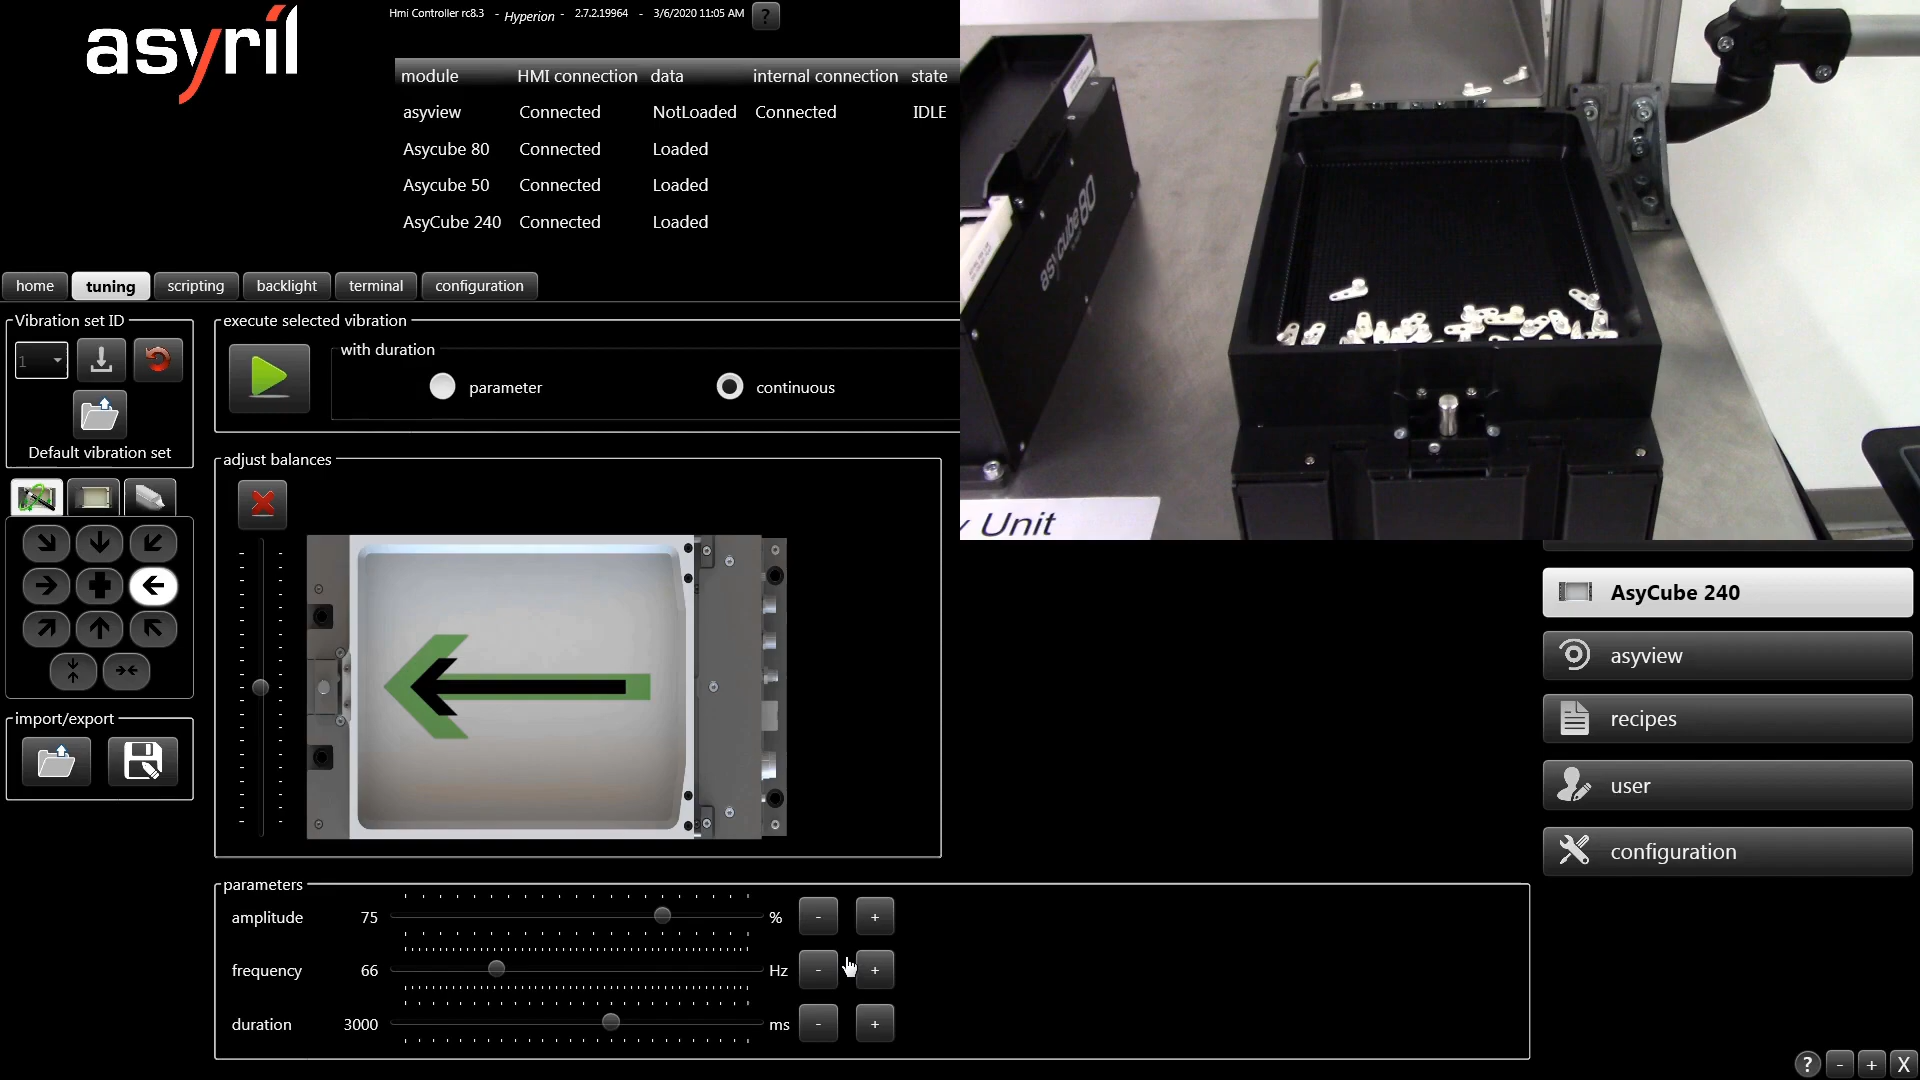 asyril
Hmi Controller rc8.3 - Hyperion - 2.7.2.19964 - 3/6/2020 11:05 AM ?
module HMI connection data internal connection state
asyview Connected NotLoaded Connected IDLE
Asycube 80 Connected Loaded
Asycube 50 Connected Loaded
AsyCube 240 Connected Loaded
home tuning scripting backlight terminal configuration
Vibration set ID
1
Default vibration set
execute selected vibration
with duration
parameter continuous
adjust balances
import/export
parameters
amplitude 75 % - +
frequency 66 Hz - +
duration 3000 ms - +
asycube 80
Unit
AsyCube 240
asyview
recipes
user
configuration
? - + X